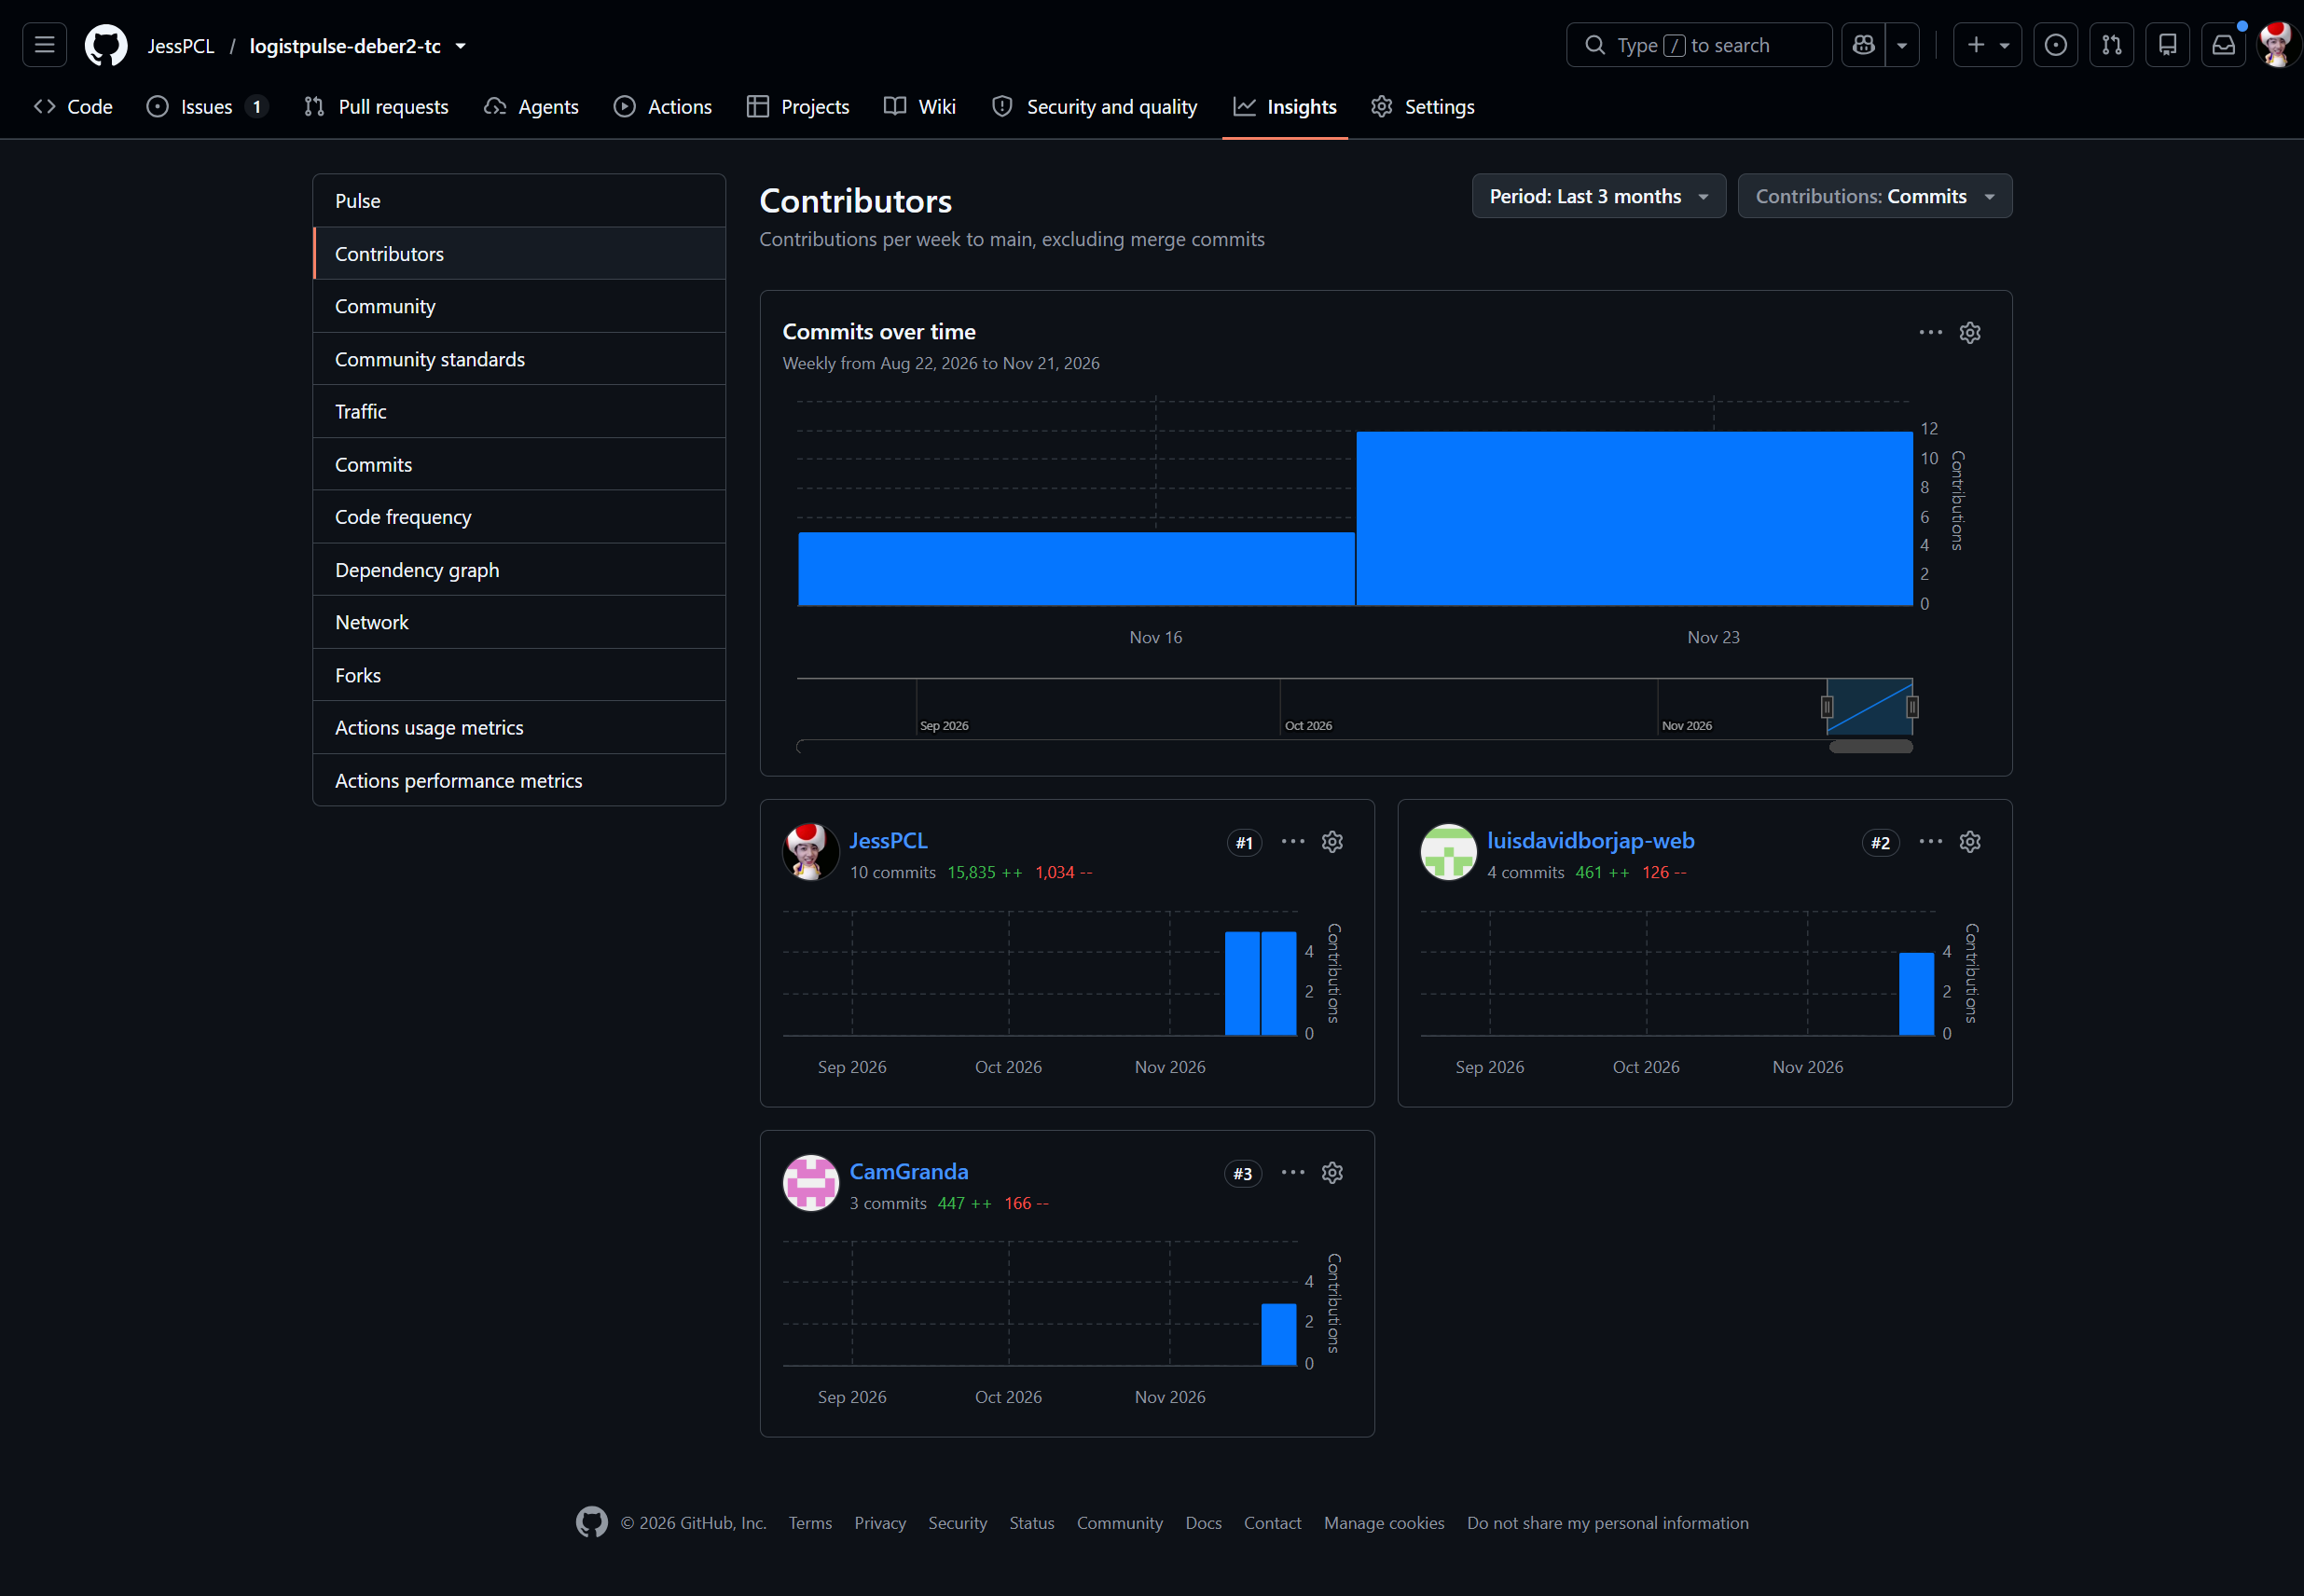 JessPCL / logistpulse-deber2-tc
Type / to search
Code
Issues 1
Pull requests
Agents
Actions
Projects
Wiki
Security and quality
Insights
Settings
Pulse
Contributors
Community
Community standards
Traffic
Commits
Code frequency
Dependency graph
Network
Forks
Actions usage metrics
Actions performance metrics
Contributors
Contributions per week to main, excluding merge commits
Period: Last 3 months
Contributions: Commits
Commits over time
Weekly from Aug 22, 2026 to Nov 21, 2026
12
10
8
6
4
2
0
Contributions
Nov 16
Nov 23
Sep 2026
Oct 2026
Nov 2026
JessPCL
#1
10 commits 15,835 ++ 1,034 --
4
2
0
Contributions
Sep 2026
Oct 2026
Nov 2026
luisdavidborjap-web
#2
4 commits 461 ++ 126 --
4
2
0
Contributions
Sep 2026
Oct 2026
Nov 2026
CamGranda
#3
3 commits 447 ++ 166 --
4
2
0
Contributions
Sep 2026
Oct 2026
Nov 2026
© 2026 GitHub, Inc.
Terms
Privacy
Security
Status
Community
Docs
Contact
Manage cookies
Do not share my personal information